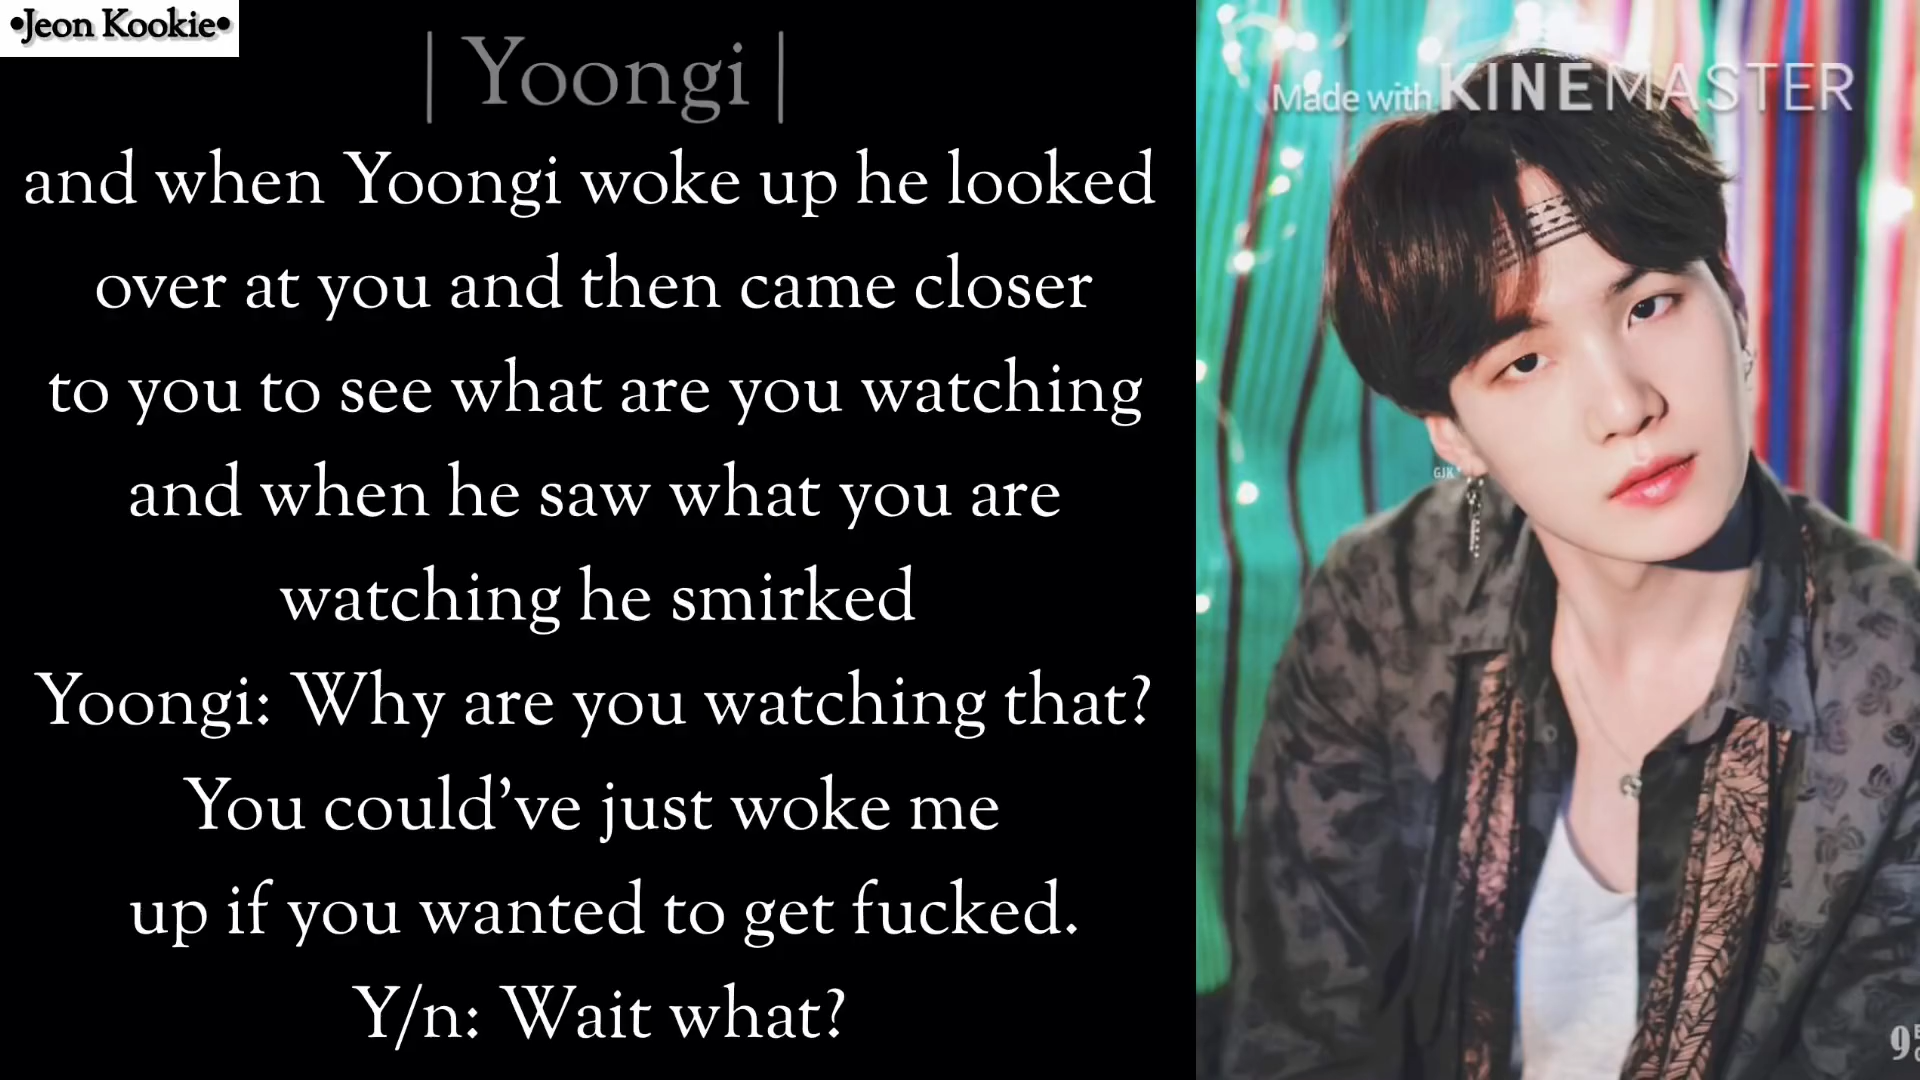 •Jeon Kookie•
| Yoongi |
and when Yoongi woke up he looked
over at you and then came closer
to you to see what are you watching
and when he saw what you are
watching he smirked
Yoongi: Why are you watching that?
You could’ve just woke me
up if you wanted to get fucked.
Y/n: Wait what?
Made with KINEMASTER
GJK
9